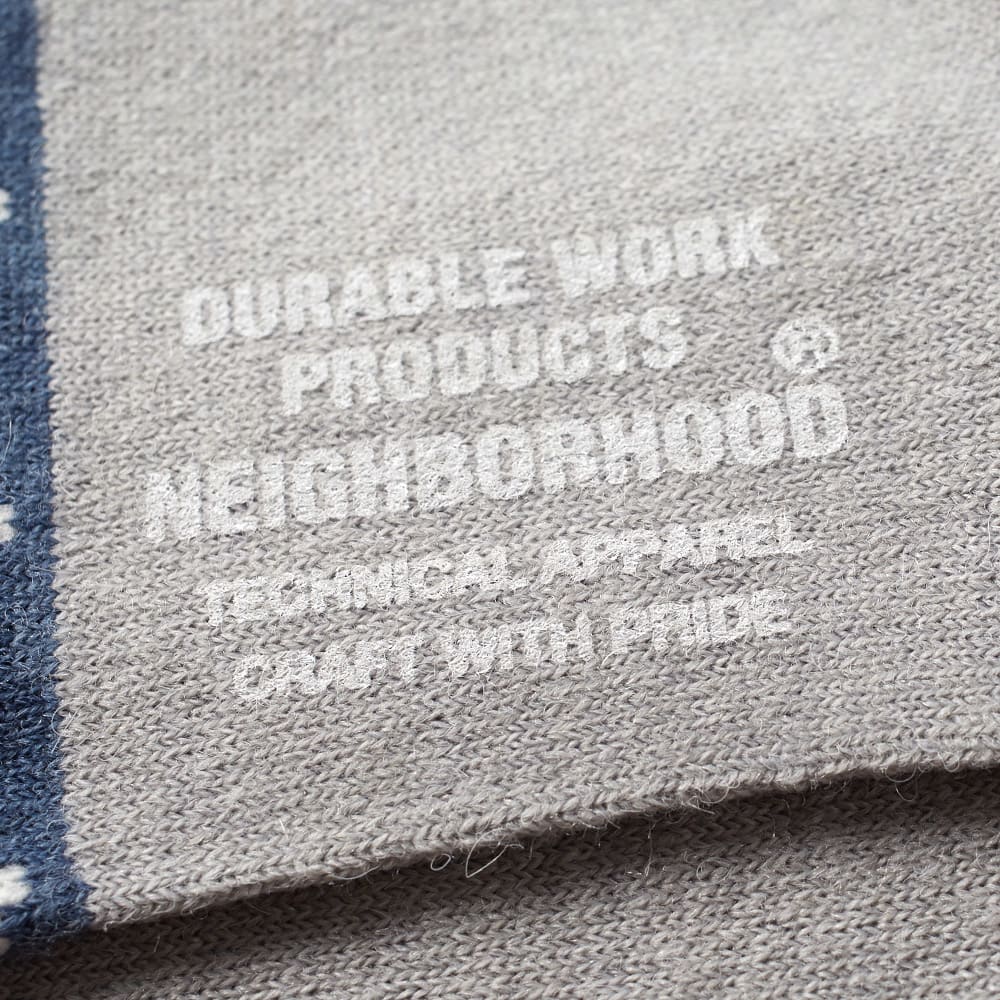 DURABLE WORK
PRODUCTS ®
NEIGHBORHOOD
TECHNICAL APPAREL
CRAFT WITH PRIDE